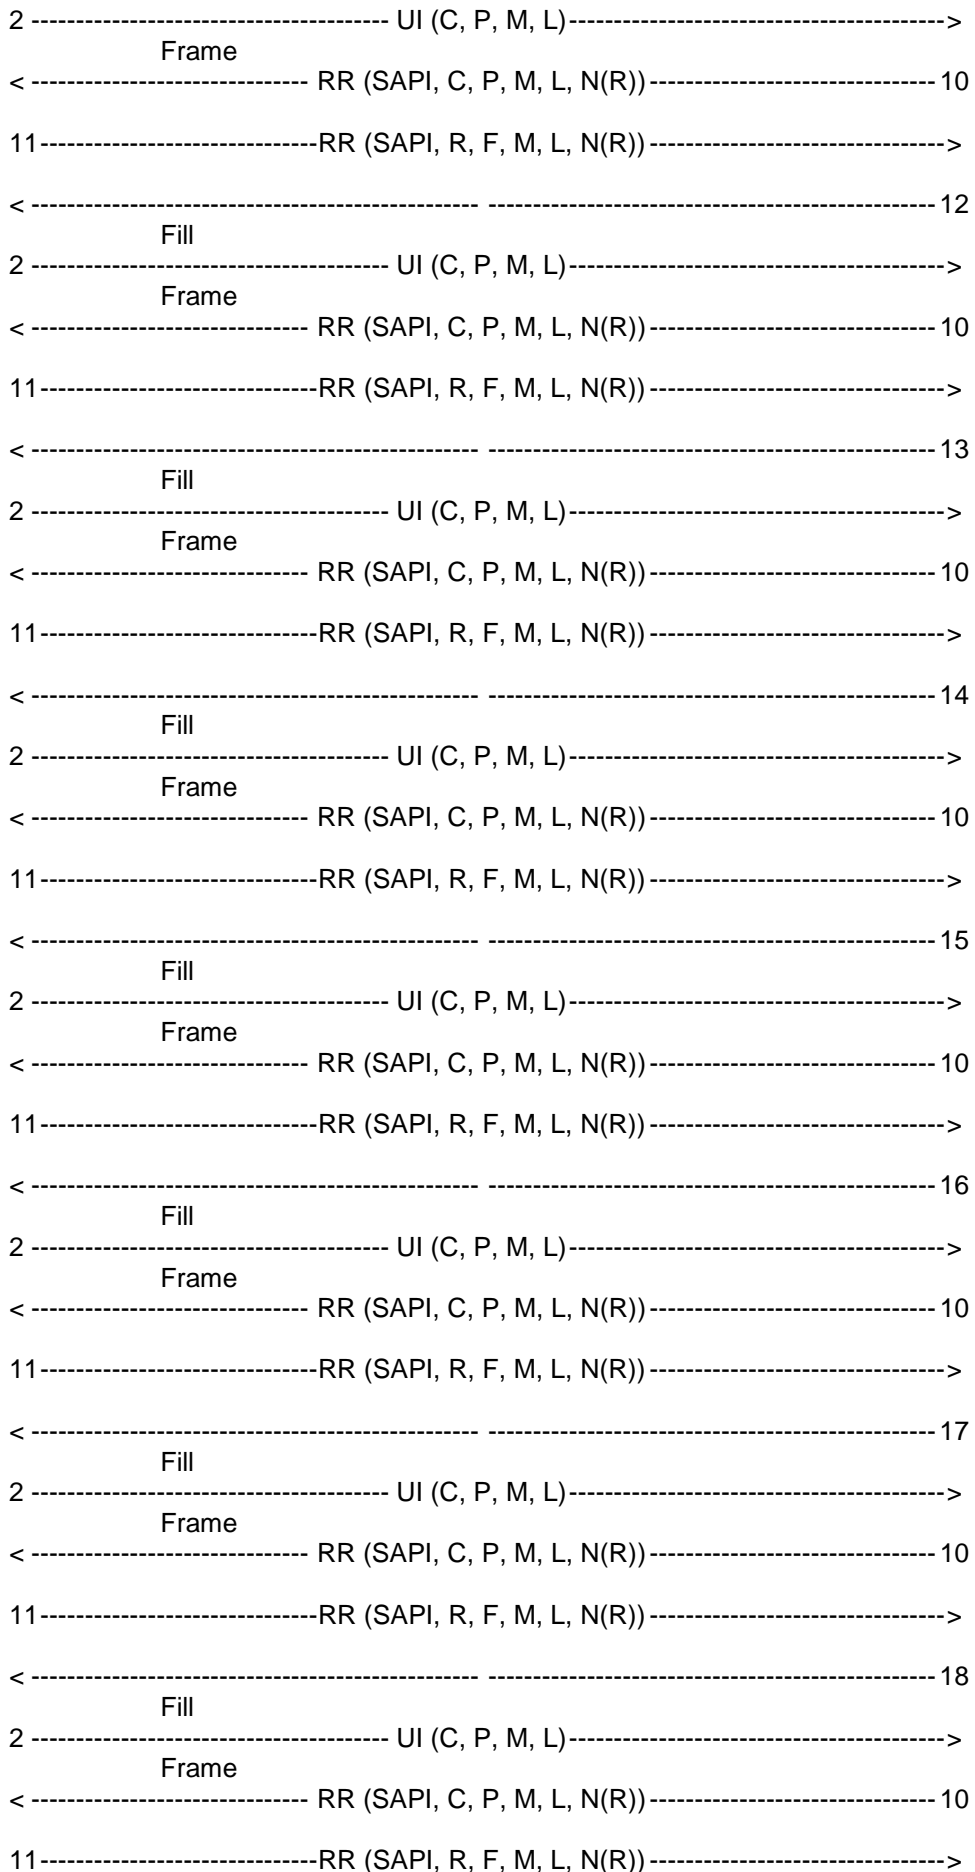 2 ---------------------------------------- UI (C, P, M, L)------------------------------------------>
Frame
< ------------------------------- RR (SAPI, C, P, M, L, N(R))-------------------------------- 10
11-------------------------------RR (SAPI, R, F, M, L, N(R))--------------------------------->
< -------------------------------------------------- -------------------------------------------------- 12
Fill
2 ---------------------------------------- UI (C, P, M, L)------------------------------------------>
Frame
< ------------------------------- RR (SAPI, C, P, M, L, N(R))-------------------------------- 10
11-------------------------------RR (SAPI, R, F, M, L, N(R))--------------------------------->
< -------------------------------------------------- -------------------------------------------------- 13
Fill
2 ---------------------------------------- UI (C, P, M, L)------------------------------------------>
Frame
< ------------------------------- RR (SAPI, C, P, M, L, N(R))-------------------------------- 10
11-------------------------------RR (SAPI, R, F, M, L, N(R))--------------------------------->
< -------------------------------------------------- -------------------------------------------------- 14
Fill
2 ---------------------------------------- UI (C, P, M, L)------------------------------------------>
Frame
< ------------------------------- RR (SAPI, C, P, M, L, N(R))-------------------------------- 10
11-------------------------------RR (SAPI, R, F, M, L, N(R))--------------------------------->
< -------------------------------------------------- -------------------------------------------------- 15
Fill
2 ---------------------------------------- UI (C, P, M, L)------------------------------------------>
Frame
< ------------------------------- RR (SAPI, C, P, M, L, N(R))-------------------------------- 10
11-------------------------------RR (SAPI, R, F, M, L, N(R))--------------------------------->
< -------------------------------------------------- -------------------------------------------------- 16
Fill
2 ---------------------------------------- UI (C, P, M, L)------------------------------------------>
Frame
< ------------------------------- RR (SAPI, C, P, M, L, N(R))-------------------------------- 10
11-------------------------------RR (SAPI, R, F, M, L, N(R))--------------------------------->
< -------------------------------------------------- -------------------------------------------------- 17
Fill
2 ---------------------------------------- UI (C, P, M, L)------------------------------------------>
Frame
< ------------------------------- RR (SAPI, C, P, M, L, N(R))-------------------------------- 10
11-------------------------------RR (SAPI, R, F, M, L, N(R))--------------------------------->
< -------------------------------------------------- -------------------------------------------------- 18
Fill
2 ---------------------------------------- UI (C, P, M, L)------------------------------------------>
Frame
< ------------------------------- RR (SAPI, C, P, M, L, N(R))-------------------------------- 10
11-------------------------------RR (SAPI, R, F, M, L, N(R))--------------------------------->